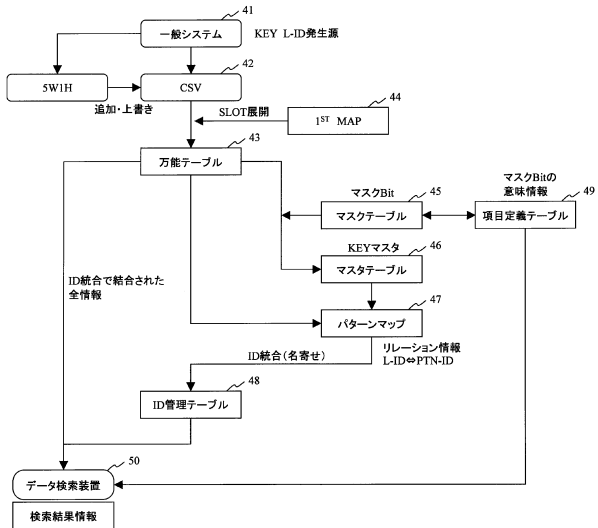 41
一般システム
KEY L-ID発生源
42
5W1H
CSV
追加・上書き
44
SLOT展開
1ST MAP
43
万能テーブル
マスクBitの
意味情報
マスクBit
45
49
マスクテーブル
項目定義テーブル
KEYマスタ
46
マスタテーブル
ID統合で結合された
全情報
47
パターンマップ
リレーション情報
L-ID⇔PTN-ID
ID統合(名寄せ)
48
ID管理テーブル
50
データ検索装置
検索結果情報